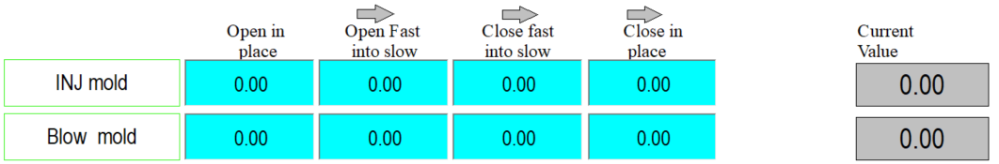 Open in place
Open Fast into slow
Close fast into slow
Close in place
Current Value
INJ mold 0.00 0.00 0.00 0.00 0.00
Blow mold 0.00 0.00 0.00 0.00 0.00